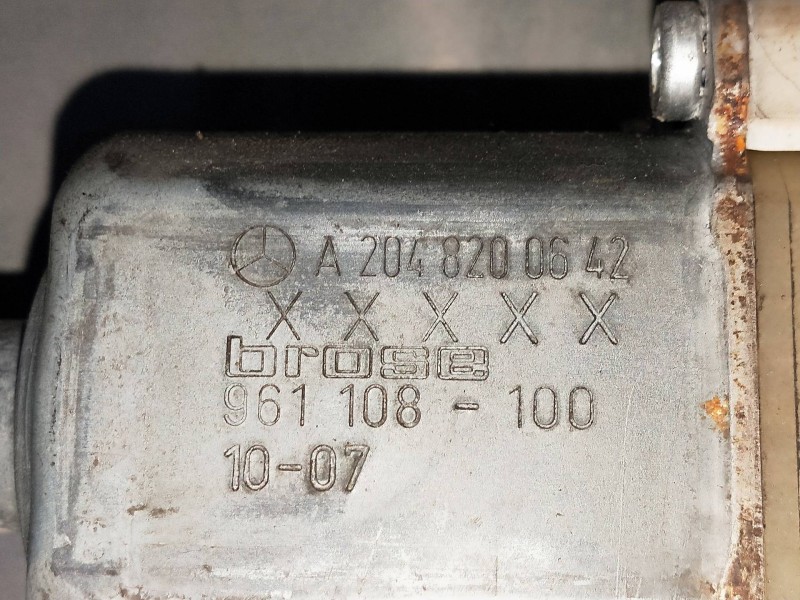 A 204 820 06 42
X X X X X
brose
961 108 - 100
10-07